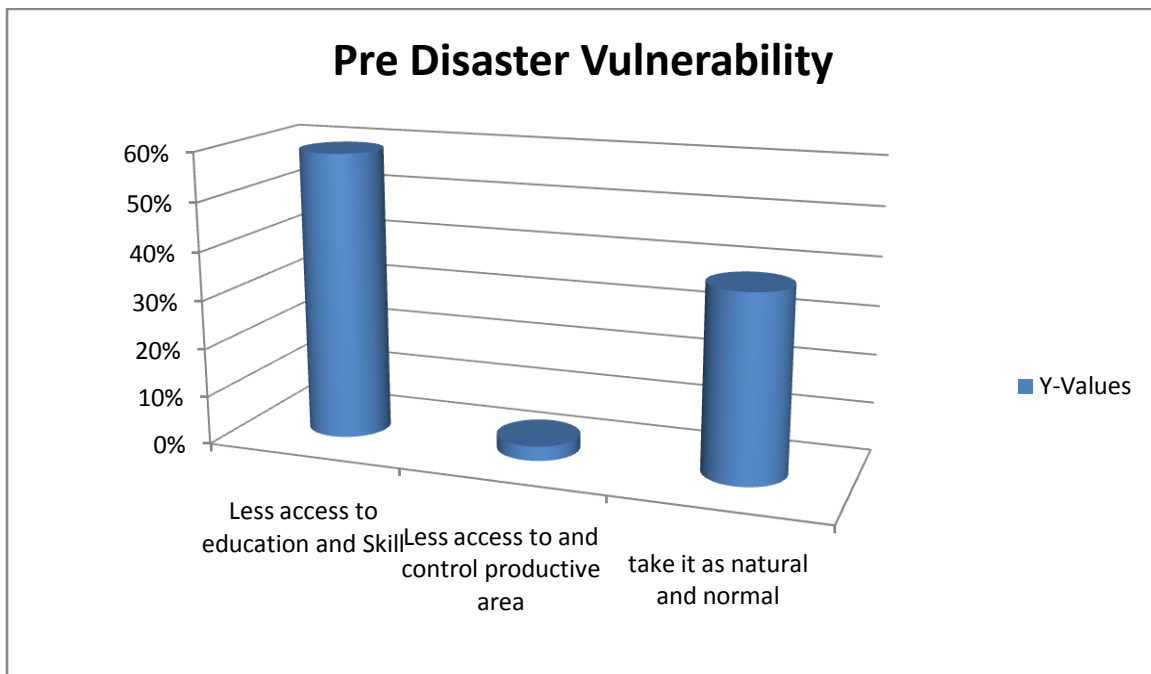 Pre Disaster Vulnerability
60%
50%
40%
30%
20%
10%
0%
Less access to
education and Skill
Less access to and
control productive
area
take it as natural
and normal
Y-Values